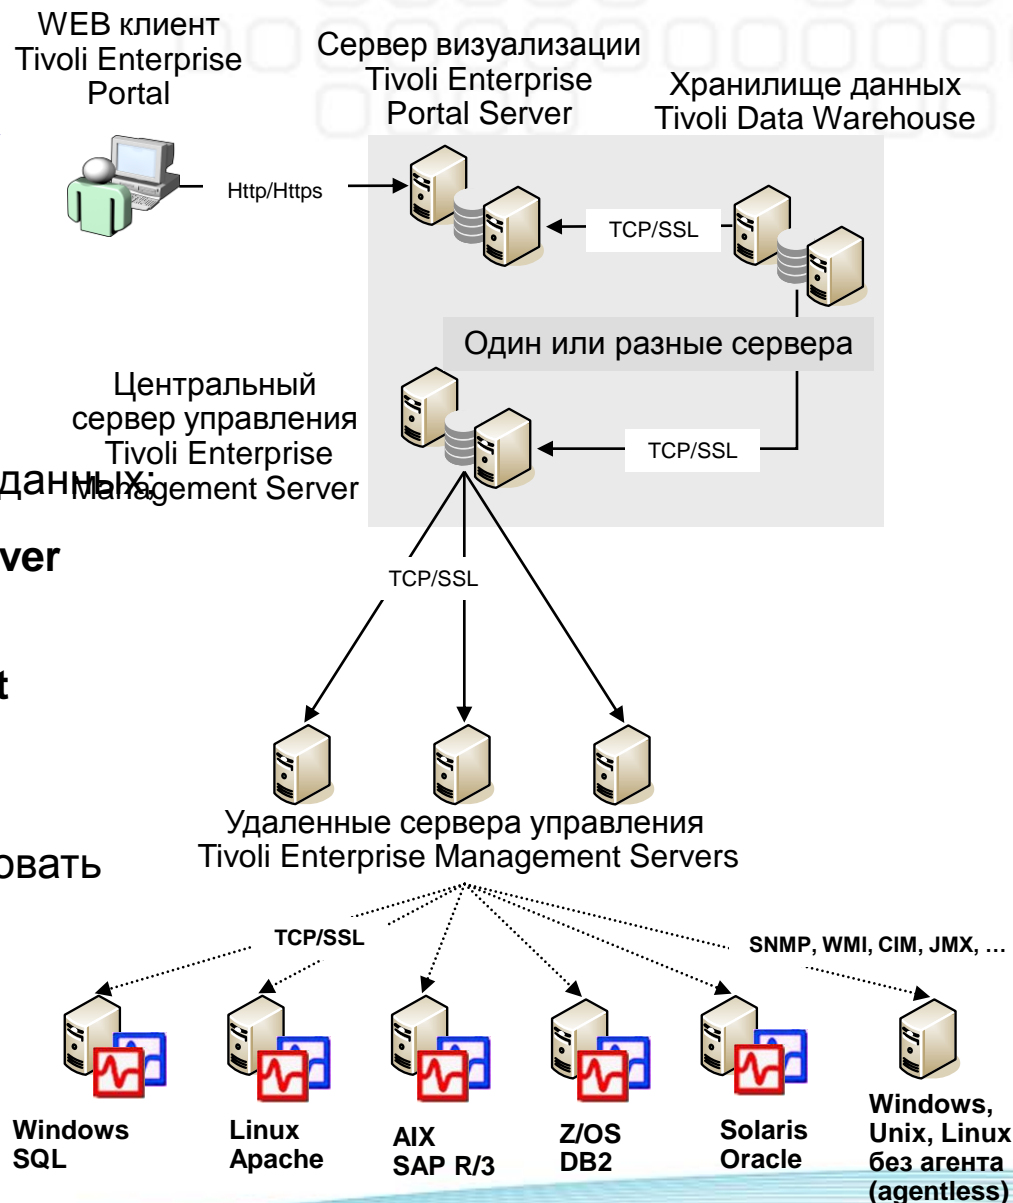 WEB клиент
Tivoli Enterprise
Portal
Сервер визуализации
Tivoli Enterprise
Portal Server
Хранилище данных
Tivoli Data Warehouse
Http/Https
TCP/SSL
Один или разные сервера
Центральный
сервер управления
Tivoli Enterprise
Management Server
TCP/SSL
данных;
ver
t
TCP/SSL
Удаленные сервера управления
Tivoli Enterprise Management Servers
овать
TCP/SSL
SNMP, WMI, CIM, JMX, …
Windows
SQL
Linux
Apache
AIX
SAP R/3
Z/OS
DB2
Solaris
Oracle
Windows,
Unix, Linux
без агента
(agentless)